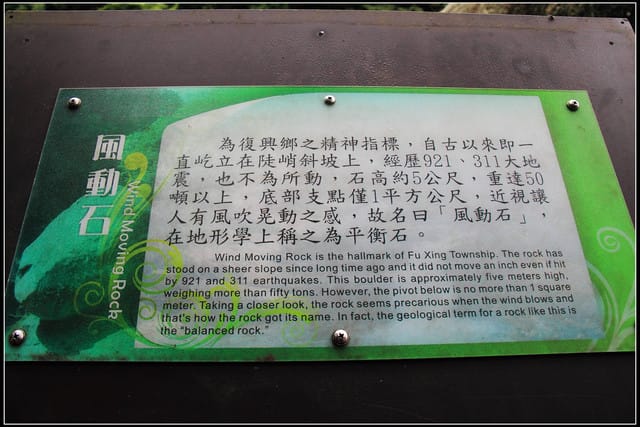 風動石
Wind Moving Rock
為復興鄉之精神指標，自古以來即一
直屹立在陡峭斜坡上，經歷921、311大地
震，也不為所動，石高約5公尺，重達50
噸以上，底部支點僅1平方公尺，近視讓
人有風吹晃動之感，故名曰「風動石」，
在地形學上稱之為平衡石。
Wind Moving Rock is the hallmark of Fu Xing Township. The rock has
stood on a sheer slope since long time ago and it did not move an inch even if hit
by 921 and 311 earthquakes. This boulder is approximately five meters high,
weighing more than fifty tons. However, the pivot below is no more than 1 square
meter. Taking a closer look, the rock seems precarious when the wind blows and
that's how the rock got its name. In fact, the geological term for a rock like this is
the "balanced rock."